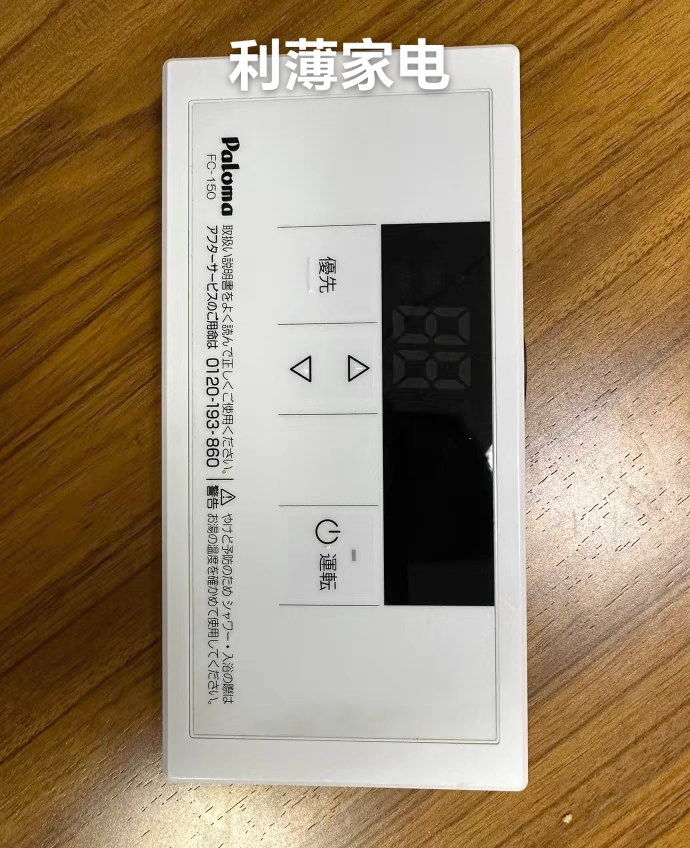 利薄家电
Paloma
FC-150
取扱い説明書をよく読んで正しくご使用ください。
アフターサービスのご用命は 0120-193-860
警告
やけど予防のため シャワー・入浴の際は
お湯の温度を確かめて使用してください。
88
優先
運転